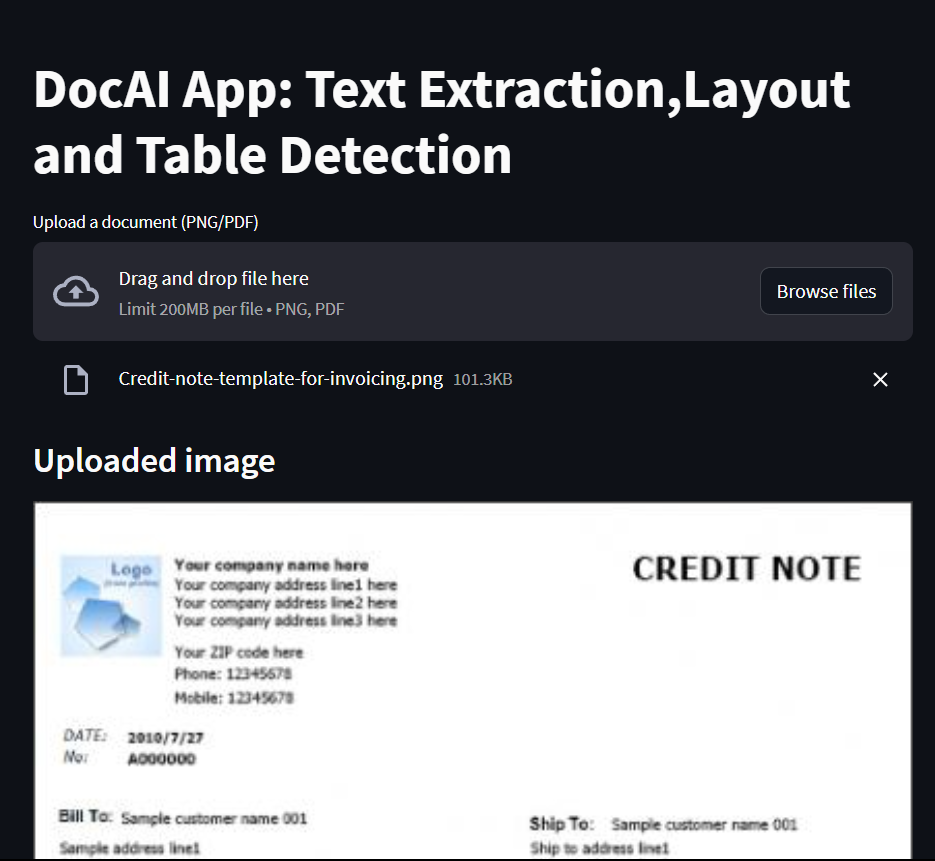 DocAI App: Text Extraction,Layout
and Table Detection
Upload a document (PNG/PDF)
Drag and drop file here
Limit 200MB per file • PNG, PDF
Browse files
Credit-note-template-for-invoicing.png 101.3KB
Uploaded image
Logo
Your company name here
Your company address line1 here
Your company address line2 here
Your company address line3 here
Your ZIP code here
Phone: 12345678
Mobile: 12345678
CREDIT NOTE
DATE: 2010/7/27
No: A000000
Bill To: Sample customer name 001
Sample address line1
Ship To: Sample customer name 001
Ship to address line1